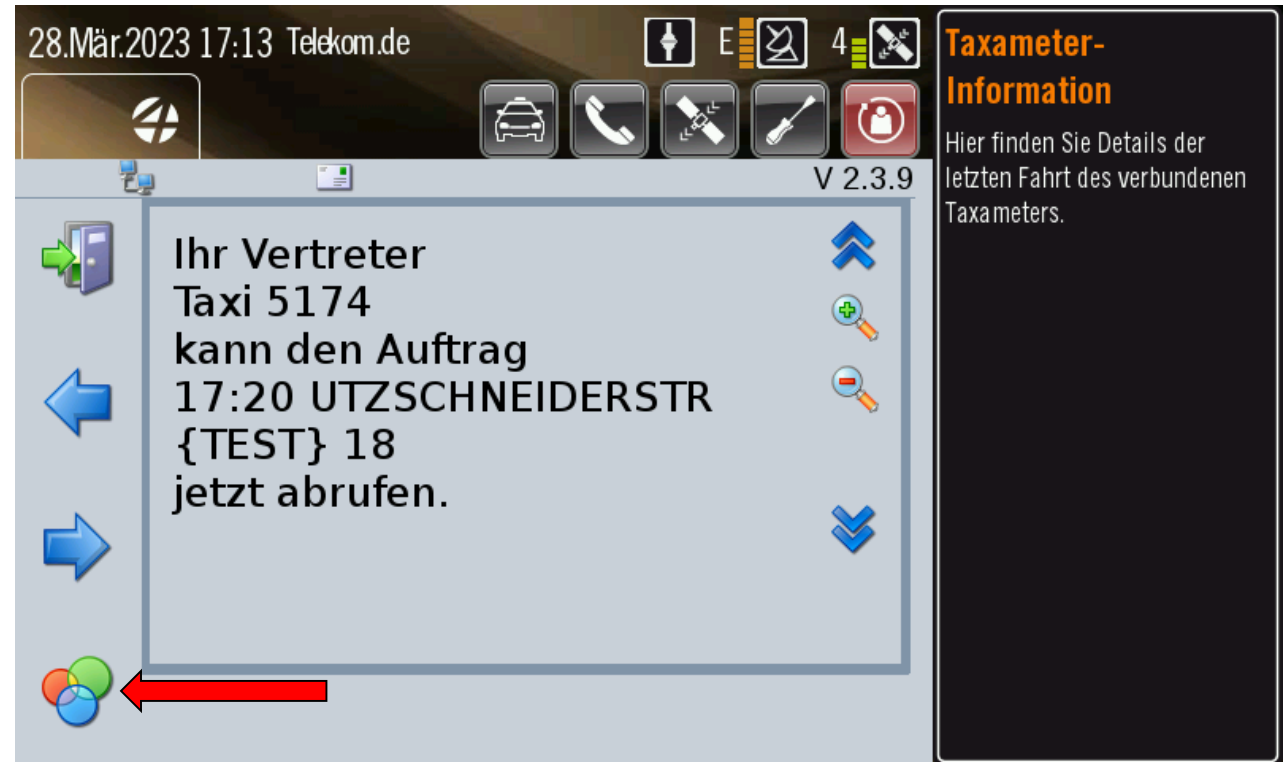 28.Mär.2023 17:13 Telekom.de E 4
V 2.3.9
Ihr Vertreter
Taxi 5174
kann den Auftrag
17:20 UTZSCHNEIDERSTR
{TEST} 18
jetzt abrufen.
Taxameter-
Information
Hier finden Sie Details der
letzten Fahrt des verbundenen
Taxameters.